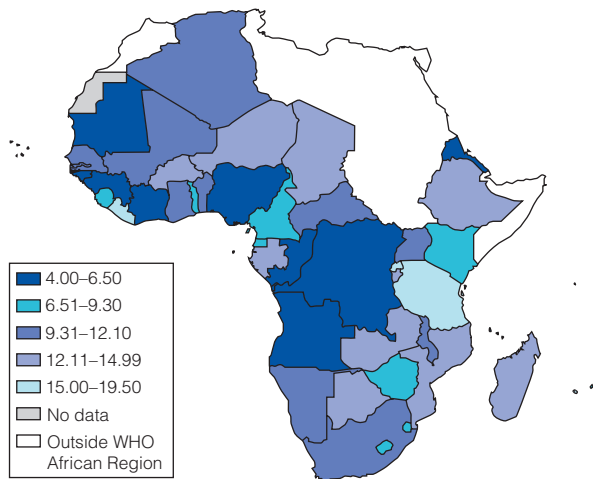 4.00–6.50
6.51–9.30
9.31–12.10
12.11–14.99
15.00–19.50
No data
Outside WHO
African Region